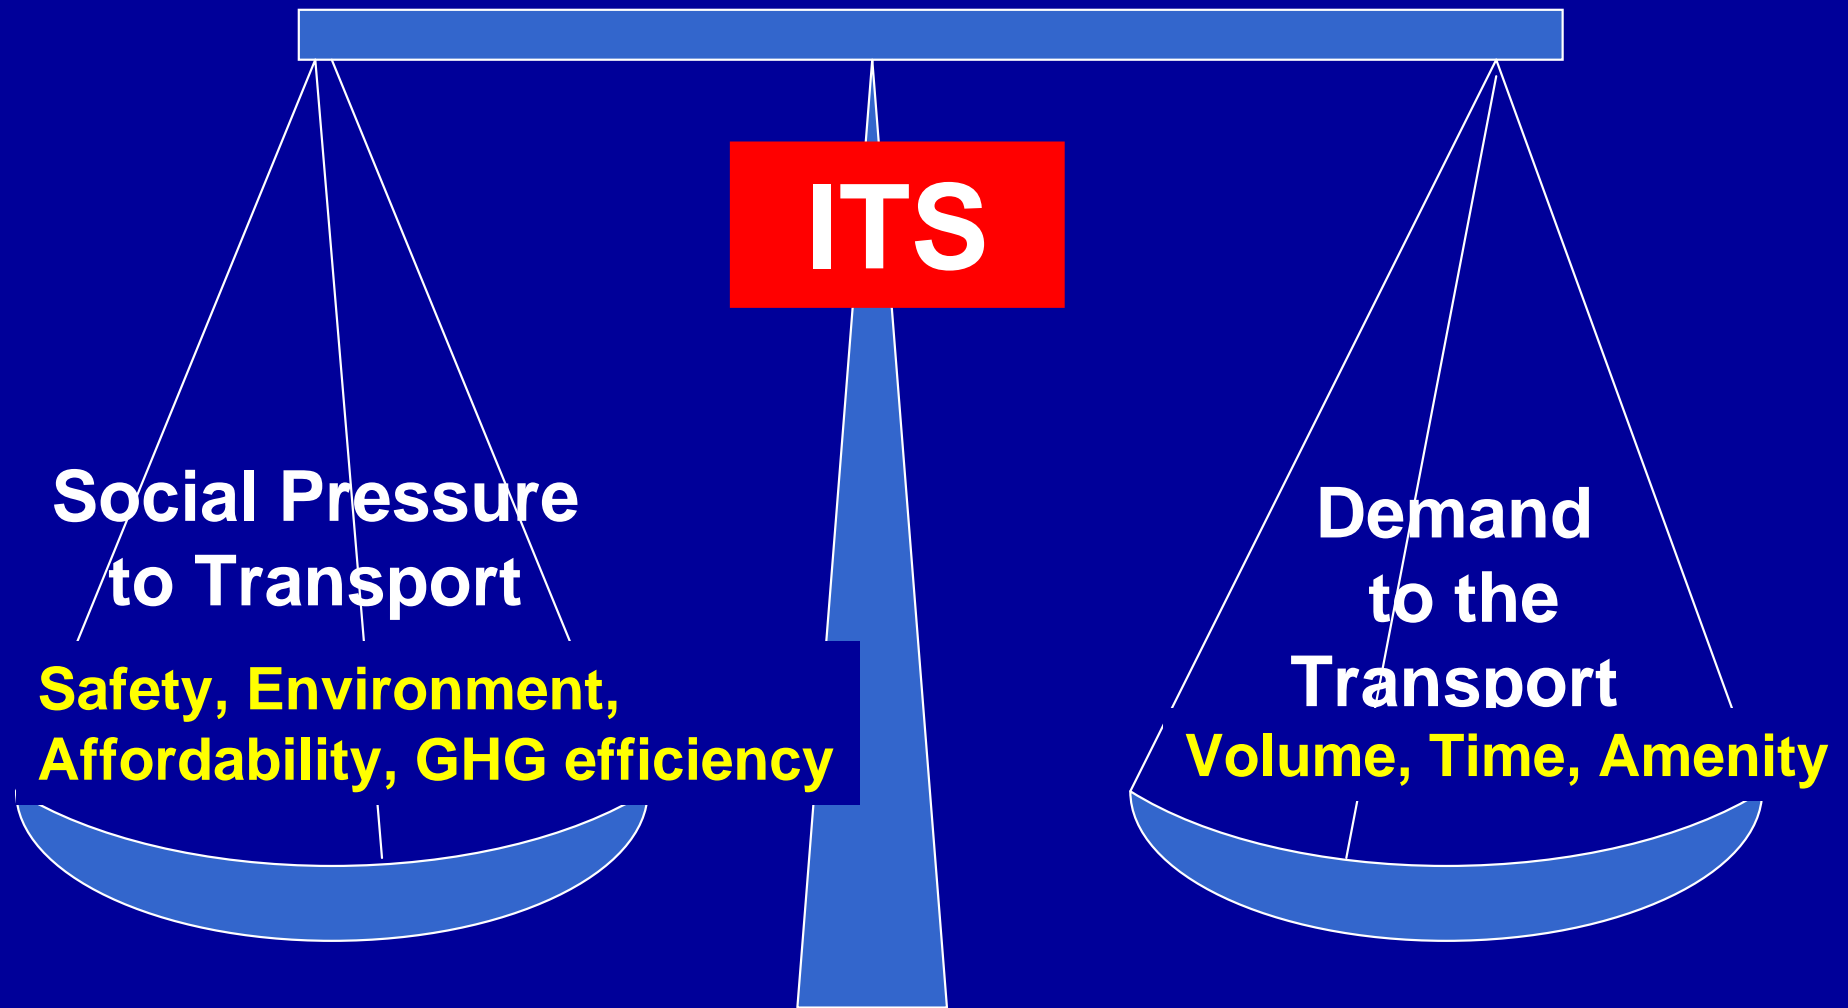 ITS
Social Pressure
to Transport
Safety, Environment,
Affordability, GHG efficiency
Demand
to the
Transport
Volume, Time, Amenity